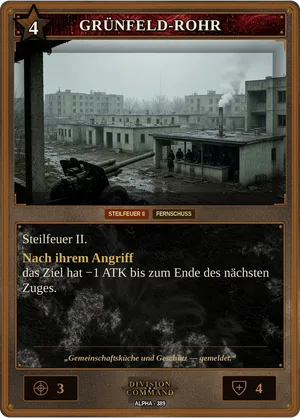 4
GRÜNFELD-ROHR
STEILFEUER II
FERNSCHUSS
Steilfeuer II.
Nach ihrem Angriff
das Ziel hat −1 ATK bis zum Ende des nächsten
Zuges.
„Gemeinschaftsküche und Geschütz — gemeldet.“
3
DIVISION
COMMAND
ALPHA · 389
4